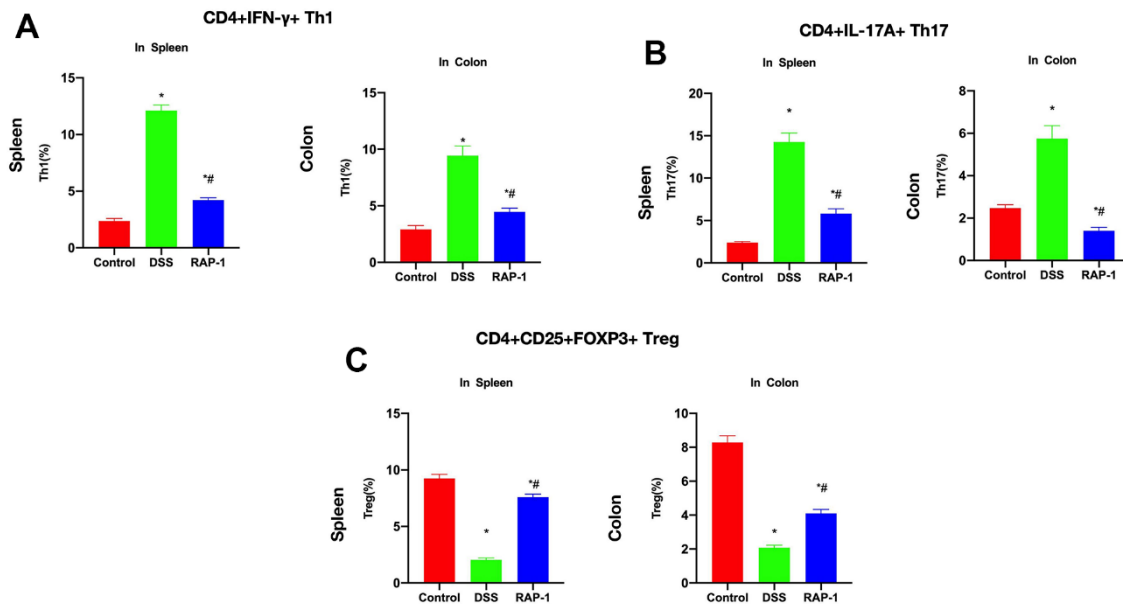 A
CD4+IFN-γ+ Th1
In Spleen
Spleen
Th1(%)
15
10
5
0
*
*#
Control DSS RAP-1
In Colon
Colon
Th1(%)
15
10
5
0
*
*#
Control DSS RAP-1
B
CD4+IL-17A+ Th17
In Spleen
Spleen
Th17(%)
20
15
10
5
0
*
*#
Control DSS RAP-1
In Colon
Colon
Th17(%)
8
6
4
2
0
*
*#
Control DSS RAP-1
C
CD4+CD25+FOXP3+ Treg
In Spleen
Spleen
Treg(%)
15
10
5
0
*
*#
Control DSS RAP-1
In Colon
Colon
Treg(%)
10
8
6
4
2
0
*
*#
Control DSS RAP-1